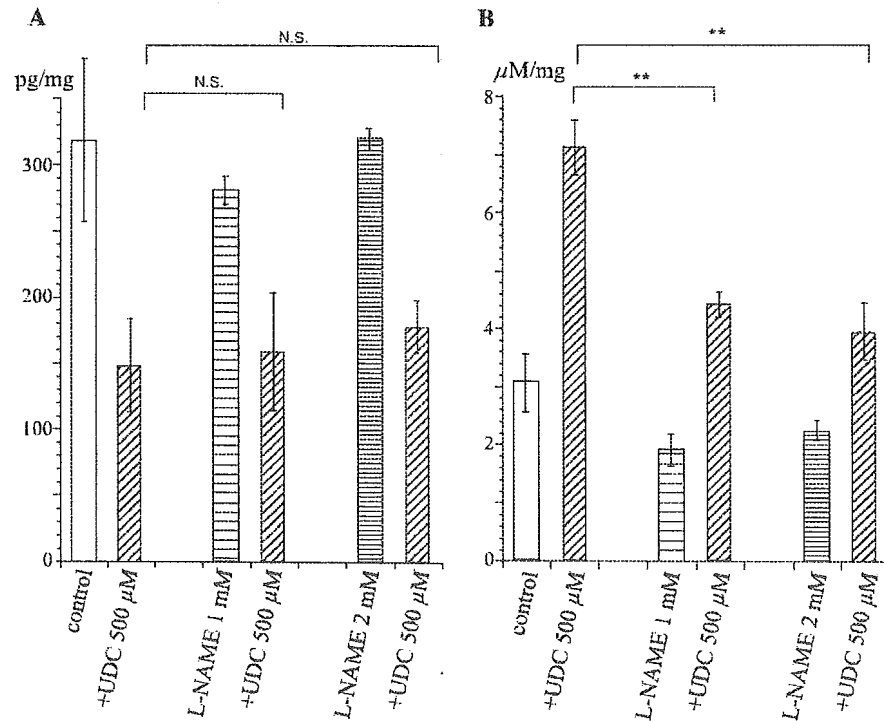 A
N.S.
N.S.
pg/mg
300
200
100
0
control
+UDC 500 µM
L-NAME 1 mM
+UDC 500 µM
L-NAME 2 mM
+UDC 500 µM
B
**
**
µM/mg
8
6
4
2
0
control
+UDC 500 µM
L-NAME 1 mM
+UDC 500 µM
L-NAME 2 mM
+UDC 500 µM